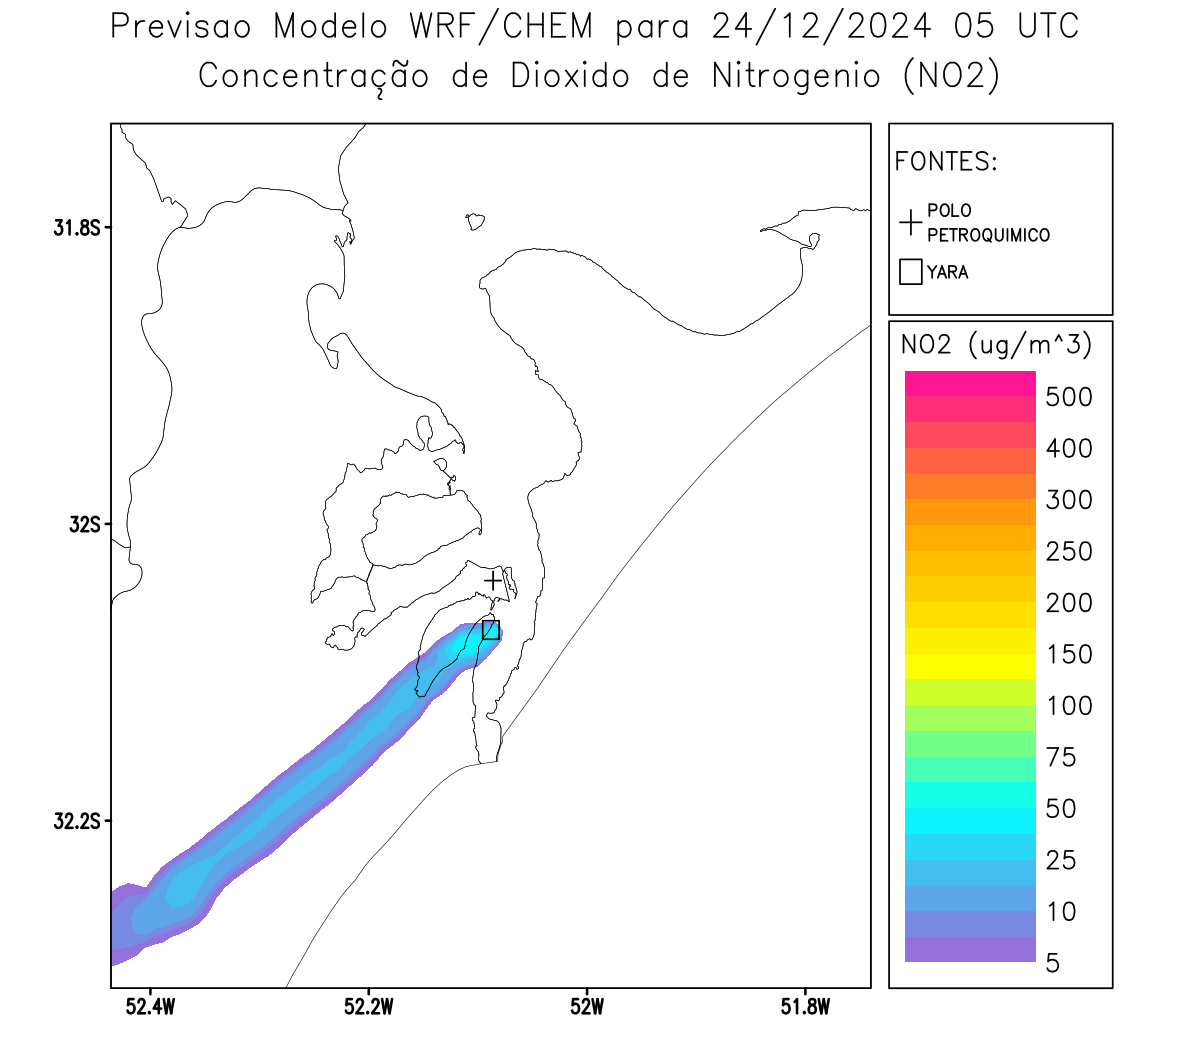 Previsao Modelo WRF/CHEM para 24/12/2024 05 UTC
Concentração de Dioxido de Nitrogenio (NO2)
FONTES:
POLO
PETROQUIMICO
YARA
NO2 (ug/m^3)
500
400
300
250
200
150
100
75
50
25
10
5
31.8S
32S
32.2S
52.4W
52.2W
52W
51.8W